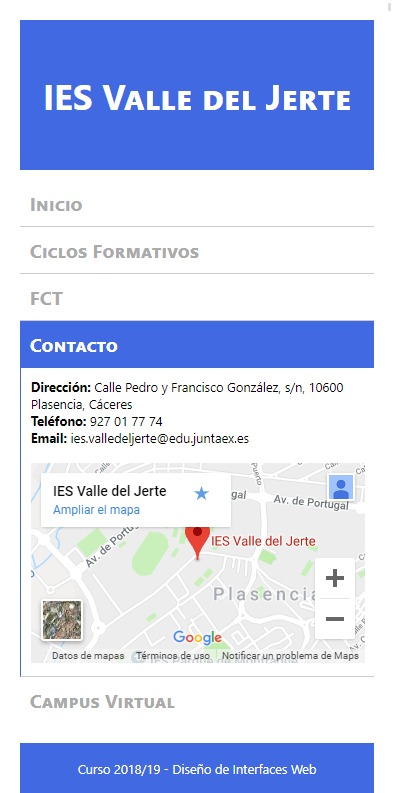 IES Valle del Jerte
Inicio
Ciclos Formativos
FCT
Contacto
Dirección: Calle Pedro y Francisco González, s/n, 10600
Plasencia, Cáceres
Teléfono: 927 01 77 74
Email: ies.valledeljerte@edu.juntaex.es
IES Valle del Jerte
Ampliar el mapa
gal
Av. de Portugal
Av. de Portugal
IES Valle del Jerte
Plasencia
Google
Datos de mapas
Términos de uso
Notificar un problema de Maps
Campus Virtual
Curso 2018/19 - Diseño de Interfaces Web